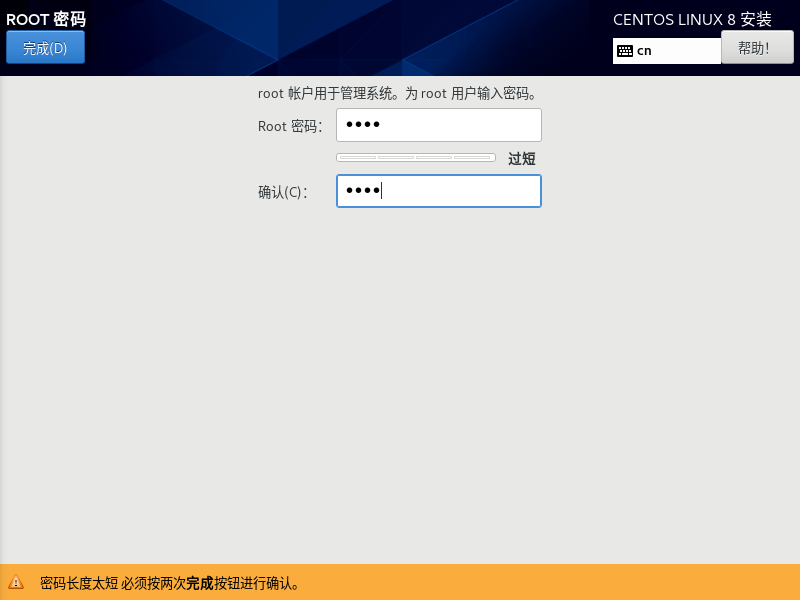 ROOT 密码
CENTOS LINUX 8 安装
完成(D)
cn
帮助！
root 帐户用于管理系统。为 root 用户输入密码。
Root 密码：
••••
过短
确认(C)：
••••
密码长度太短 必须按两次完成按钮进行确认。